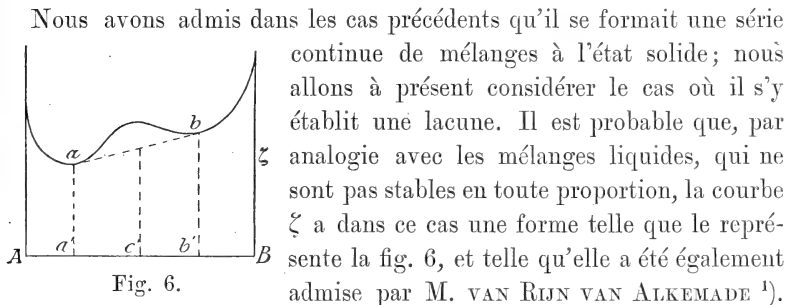 Nous avons admis dans les cas précédents qu'il se formait une série
continue de mélanges à l'état solide; nous
allons à présent considérer le cas où il s'y
établit une lacune. Il est probable que, par
analogie avec les mélanges liquides, qui ne
sont pas stables en toute proportion, la courbe
ζ a dans ce cas une forme telle que le repré-
sente la fig. 6, et telle qu'elle a été également
admise par M. VAN RIJN VAN ALKEMADE ¹).
a
b
ζ
A a' c' b' B
Fig. 6.